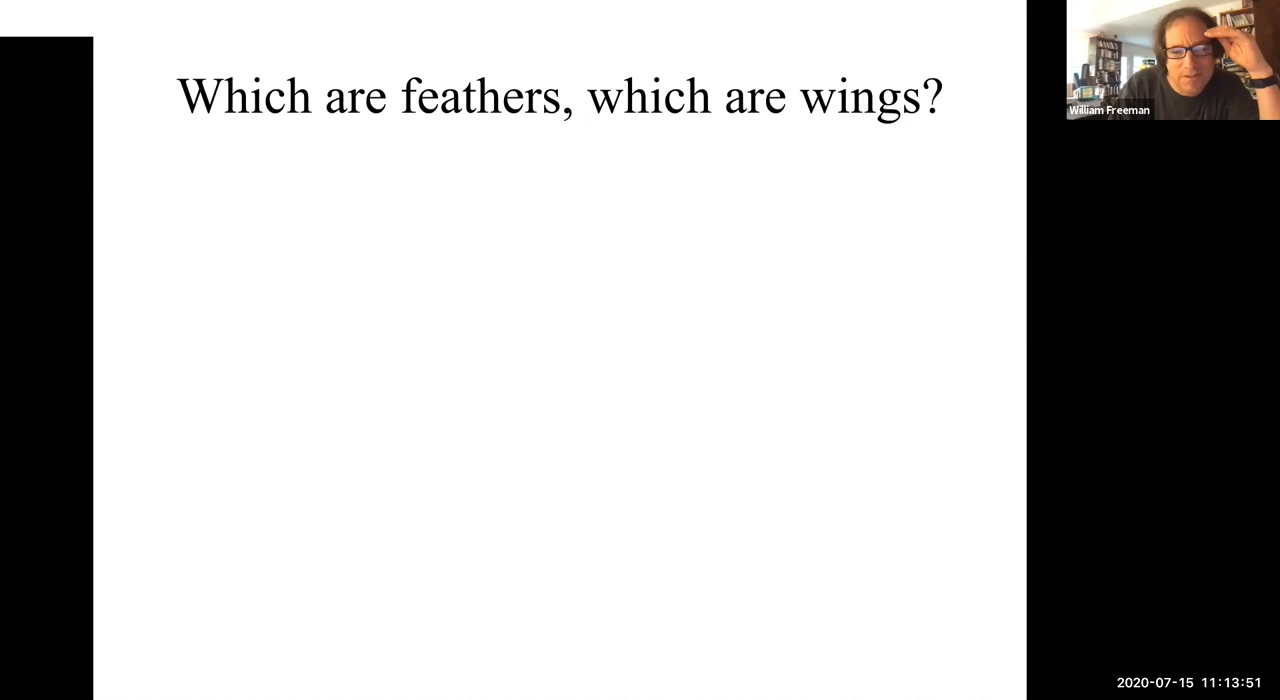 Which are feathers, which are wings?
William Freeman
2020-07-15 11:13:51